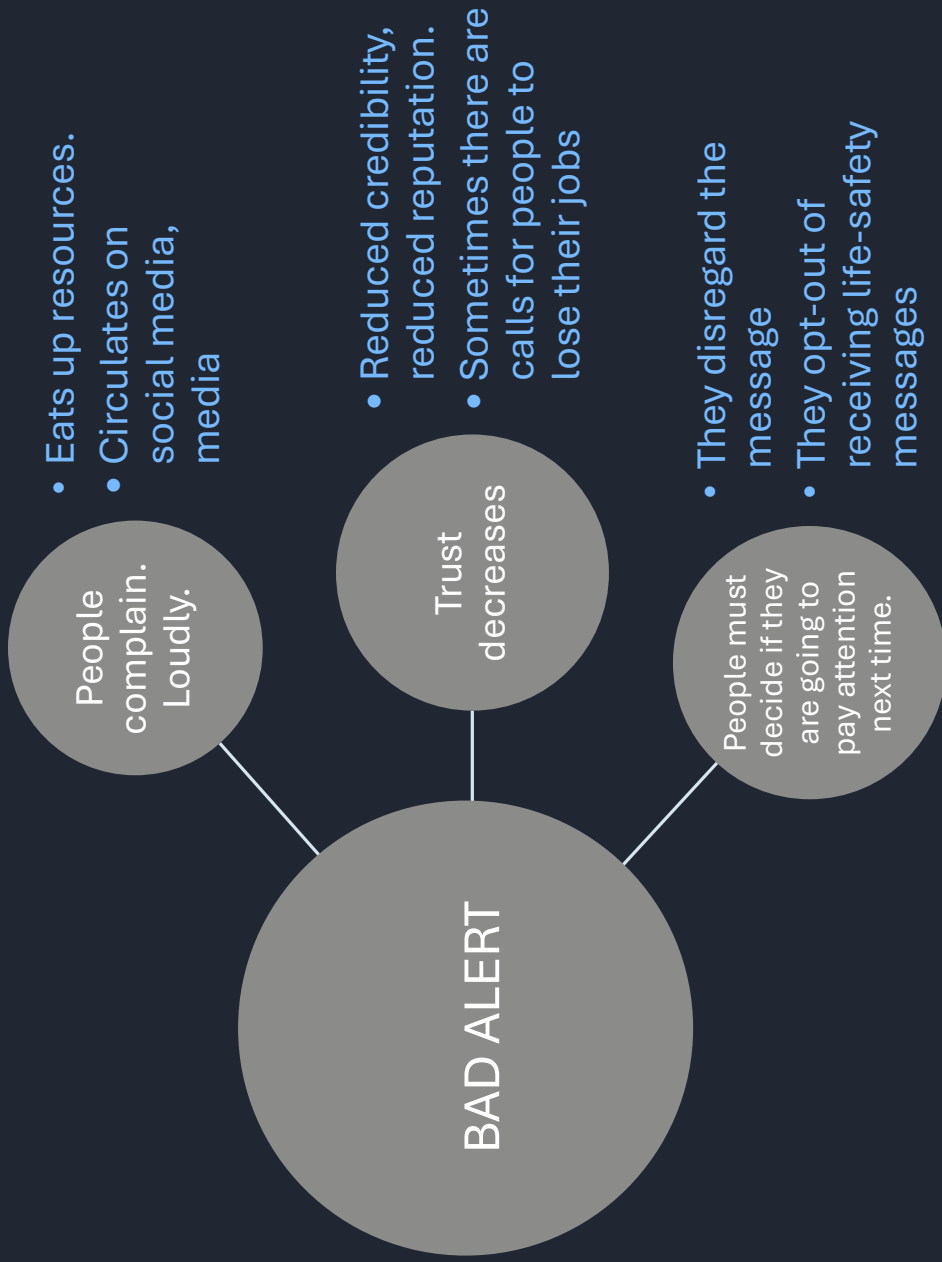 BAD ALERT
People
complain.
Loudly.
• Eats up resources.
• Circulates on
social media,
media
Trust
decreases
• Reduced credibility,
reduced reputation.
• Sometimes there are
calls for people to
lose their jobs
People must
decide if they
are going to
pay attention
next time.
• They disregard the
message
• They opt-out of
receiving life-safety
messages